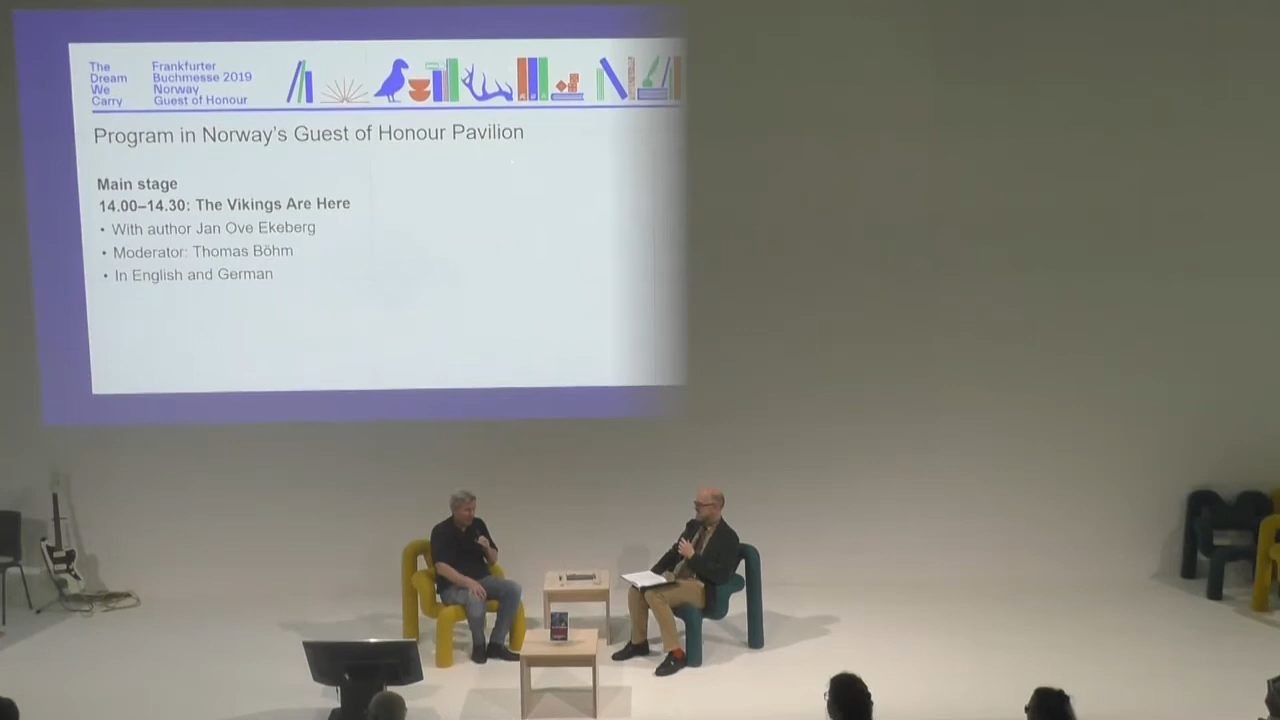 The
Dream
We
Carry
Frankfurter
Buchmesse 2019
Norway
Guest of Honour
Program in Norway's Guest of Honour Pavilion
Main stage
14.00–14.30: The Vikings Are Here
• With author Jan Ove Ekeberg
• Moderator: Thomas Böhm
• In English and German